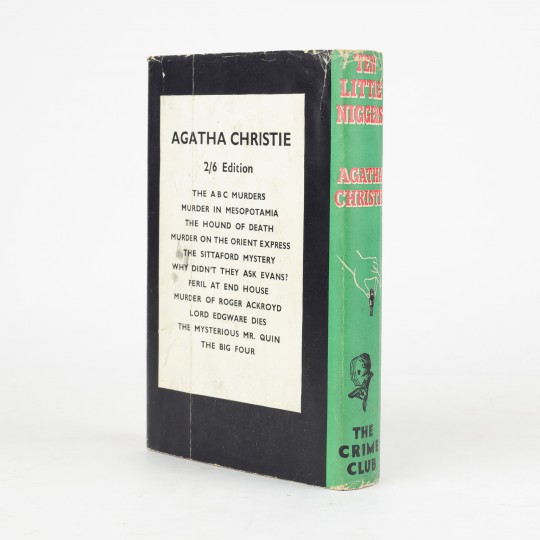 AGATHA CHRISTIE
2/6 Edition
THE ABC MURDERS
MURDER IN MESOPOTAMIA
THE HOUND OF DEATH
MURDER ON THE ORIENT EXPRESS
THE SITTAFORD MYSTERY
WHY DIDN'T THEY ASK EVANS?
PERIL AT END HOUSE
MURDER OF ROGER ACKROYD
LORD EDGWARE DIES
THE MYSTERIOUS MR. QUIN
THE BIG FOUR
TEN
LITTLE
NIGGERS
AGATHA
CHRISTIE
THE
CRIME
CLUB